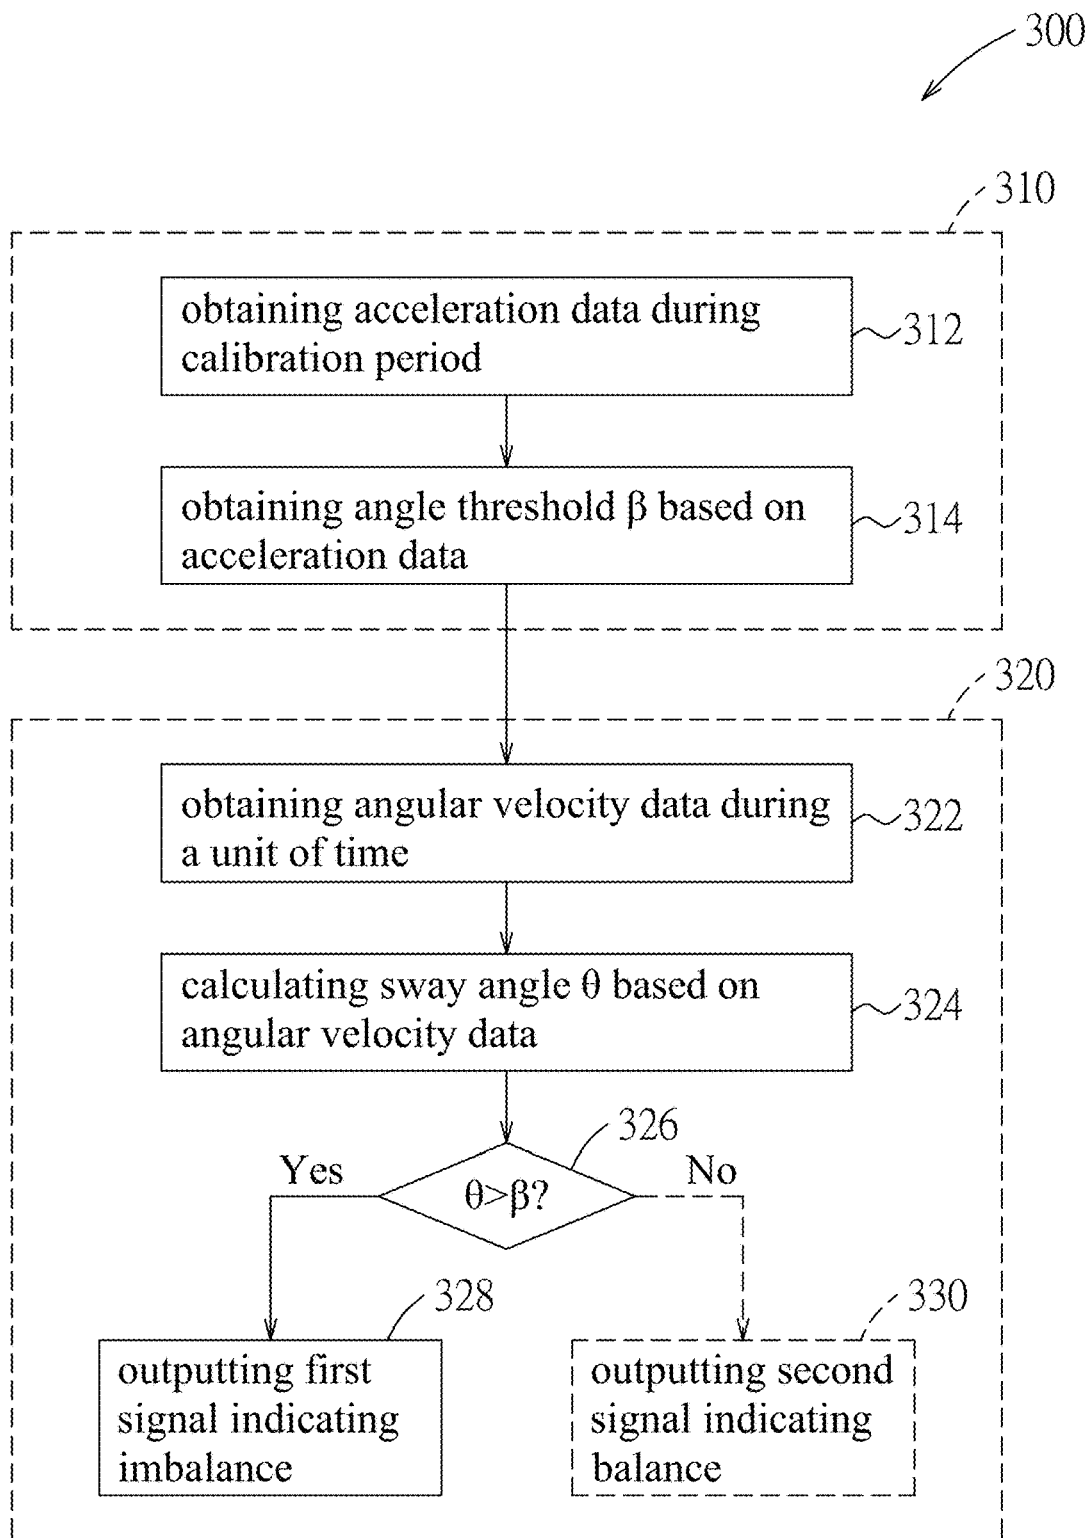 300
310
obtaining acceleration data during
calibration period
312
obtaining angle threshold β based on
acceleration data
314
320
obtaining angular velocity data during
a unit of time
322
calculating sway angle θ based on
angular velocity data
324
326
Yes
θ>β?
No
328
330
outputting first
signal indicating
imbalance
outputting second
signal indicating
balance